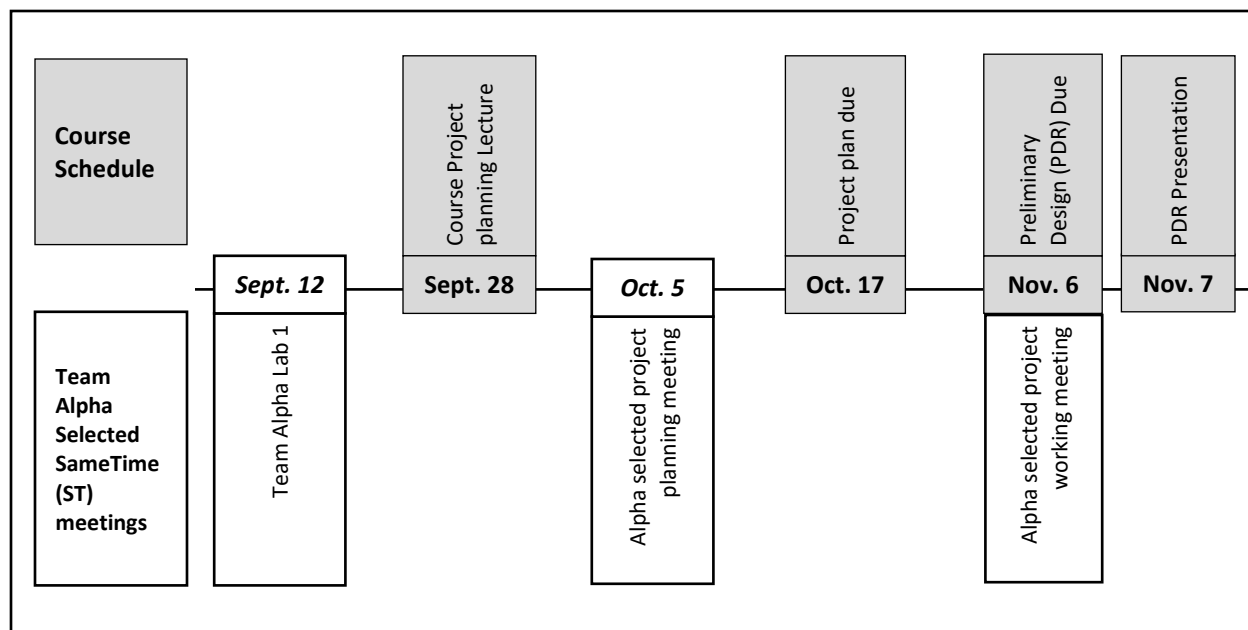 Course
Schedule
Course Project
planning Lecture
Project plan due
Preliminary
Design (PDR) Due
PDR Presentation
Sept. 12
Sept. 28
Oct. 5
Oct. 17
Nov. 6
Nov. 7
Team
Alpha
Selected
SameTime
(ST)
meetings
Team Alpha Lab 1
Alpha selected project
planning meeting
Alpha selected project
working meeting